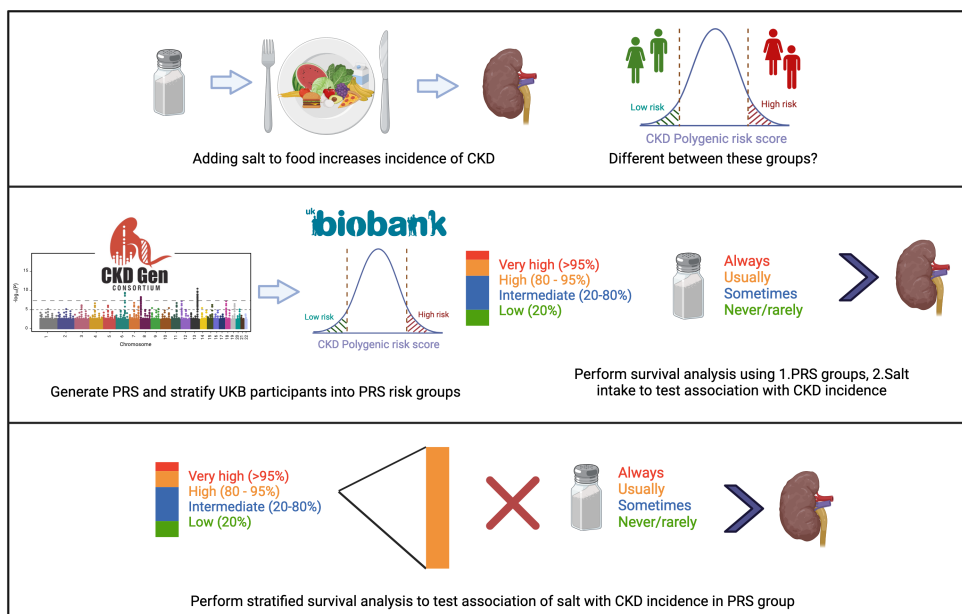 Low risk
High risk
CKD Polygenic risk score
Adding salt to food increases incidence of CKD
Different between these groups?
CKD Gen
CONSORTIUM
-log₁₀(P)
15
10
5
0
Chromosome
uk
biobank
Low risk
High risk
CKD Polygenic risk score
Very high (>95%)
High (80 - 95%)
Intermediate (20-80%)
Low (20%)
Always
Usually
Sometimes
Never/rarely
Generate PRS and stratify UKB participants into PRS risk groups
Perform survival analysis using 1.PRS groups, 2.Salt
intake to test association with CKD incidence
Very high (>95%)
High (80 - 95%)
Intermediate (20-80%)
Low (20%)
Always
Usually
Sometimes
Never/rarely
Perform stratified survival analysis to test association of salt with CKD incidence in PRS group